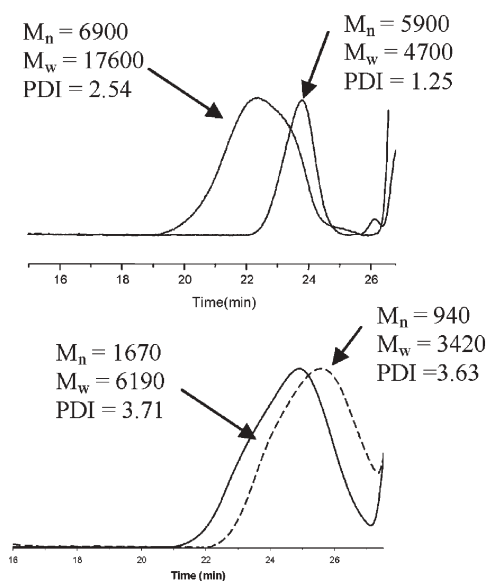 Mn = 6900
Mw = 17600
PDI = 2.54
Mn = 5900
Mw = 4700
PDI = 1.25
16 18 20 22 24 26
Time(min)
Mn = 1670
Mw = 6190
PDI = 3.71
Mn = 940
Mw = 3420
PDI =3.63
16 18 20 22 24 26
Time (min)